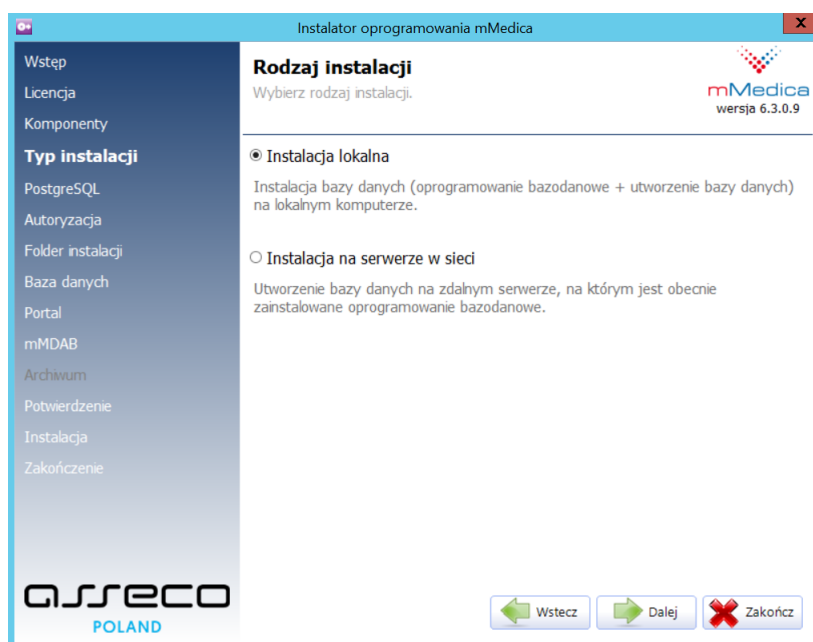 Instalator oprogramowania mMedica
x
Wstęp
Licencja
Komponenty
Typ instalacji
PostgreSQL
Autoryzacja
Folder instalacji
Baza danych
Portal
mMDAB
Archiwum
Potwierdzenie
Instalacja
Zakończenie
asseco
POLAND
Rodzaj instalacji
Wybierz rodzaj instalacji.
mMedica
wersja 6.3.0.9
Instalacja lokalna
Instalacja bazy danych (oprogramowanie bazodanowe + utworzenie bazy danych)
na lokalnym komputerze.
Instalacja na serwerze w sieci
Utworzenie bazy danych na zdalnym serwerze, na którym jest obecnie
zainstalowane oprogramowanie bazodanowe.
Wstecz
Dalej
Zakończ